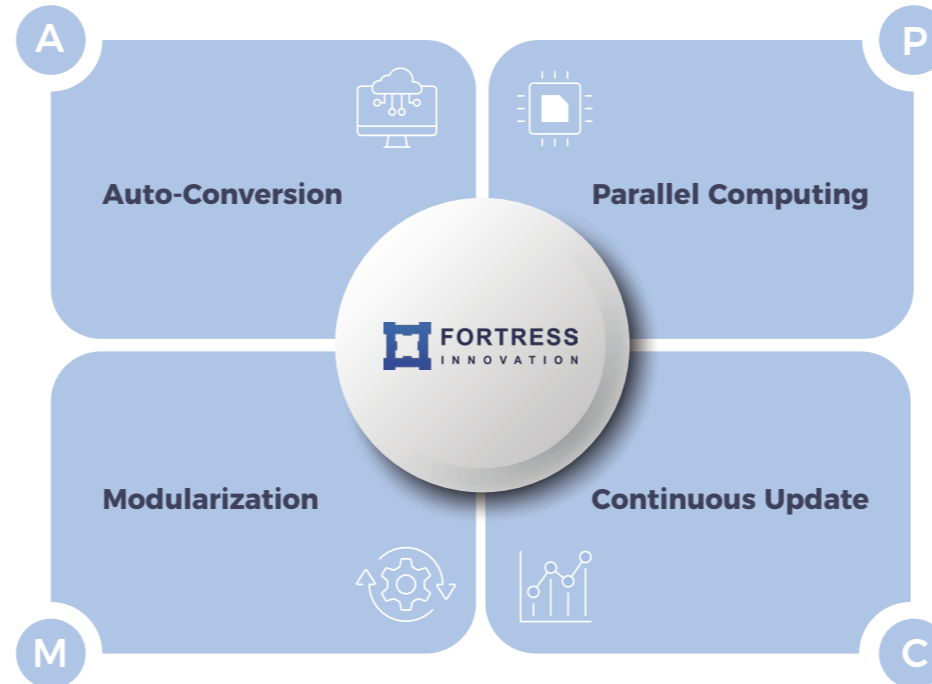 A
P
Auto-Conversion
Parallel Computing
FORTRESS
INNOVATION
Modularization
Continuous Update
M
C